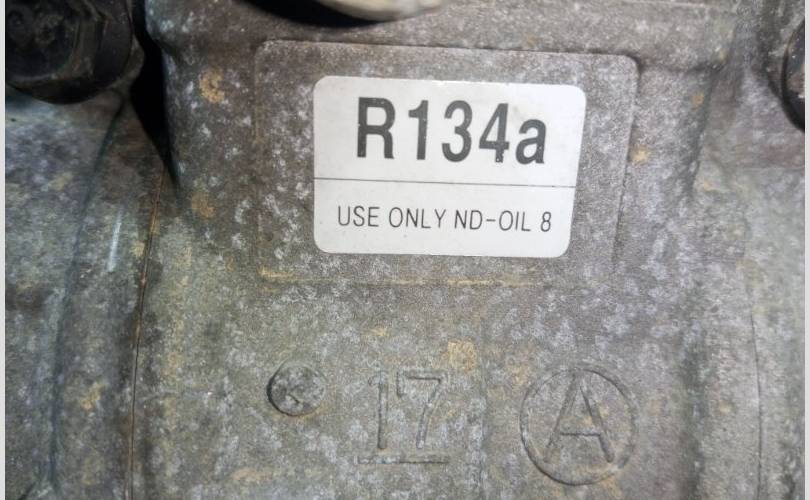 R134a
USE ONLY ND-OIL 8
17 A